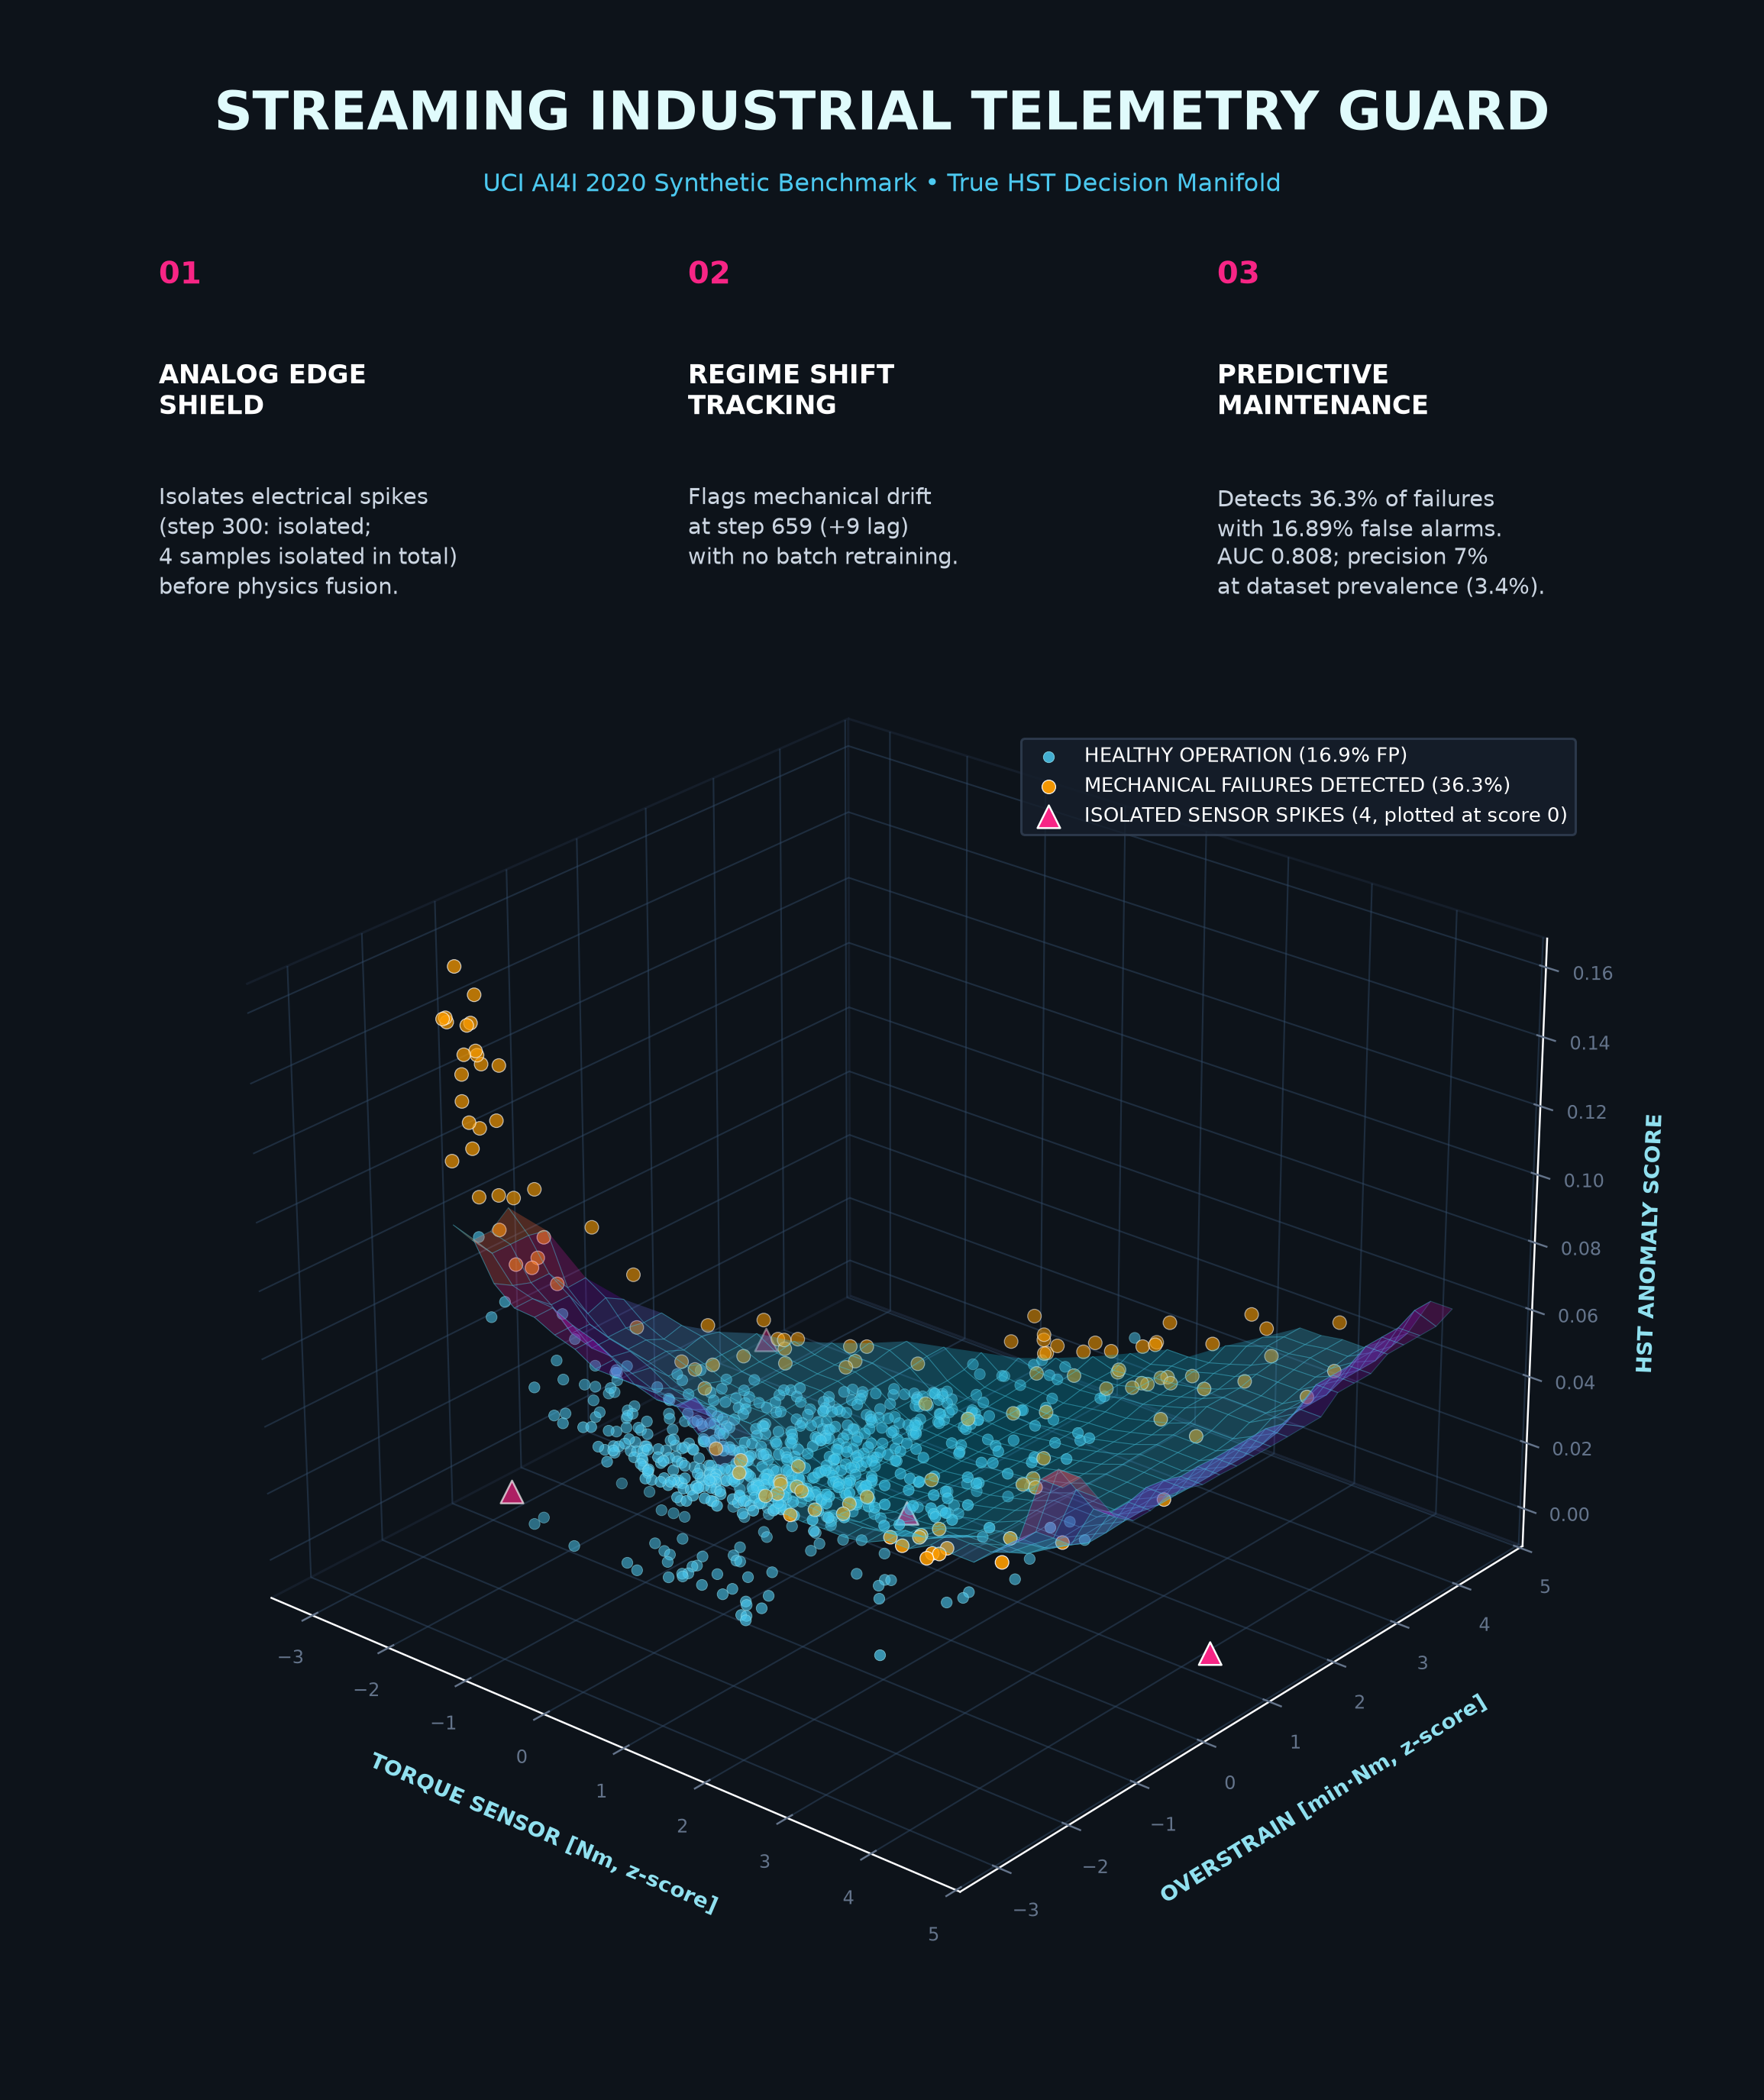 STREAMING INDUSTRIAL TELEMETRY GUARD
UCI AI4I 2020 Synthetic Benchmark • True HST Decision Manifold
01
ANALOG EDGE
SHIELD
Isolates electrical spikes
(step 300: isolated;
4 samples isolated in total)
before physics fusion.
02
REGIME SHIFT
TRACKING
Flags mechanical drift
at step 659 (+9 lag)
with no batch retraining.
03
PREDICTIVE
MAINTENANCE
Detects 36.3% of failures
with 16.89% false alarms.
AUC 0.808; precision 7%
at dataset prevalence (3.4%).
HEALTHY OPERATION (16.9% FP)
MECHANICAL FAILURES DETECTED (36.3%)
ISOLATED SENSOR SPIKES (4, plotted at score 0)
0.16
0.14
0.12
0.10
0.08
0.06
0.04
0.02
0.00
HST ANOMALY SCORE
−3
−2
−1
0
1
2
3
4
5
TORQUE SENSOR [Nm, z-score]
−3
−2
−1
0
1
2
3
4
5
OVERSTRAIN [min·Nm, z-score]